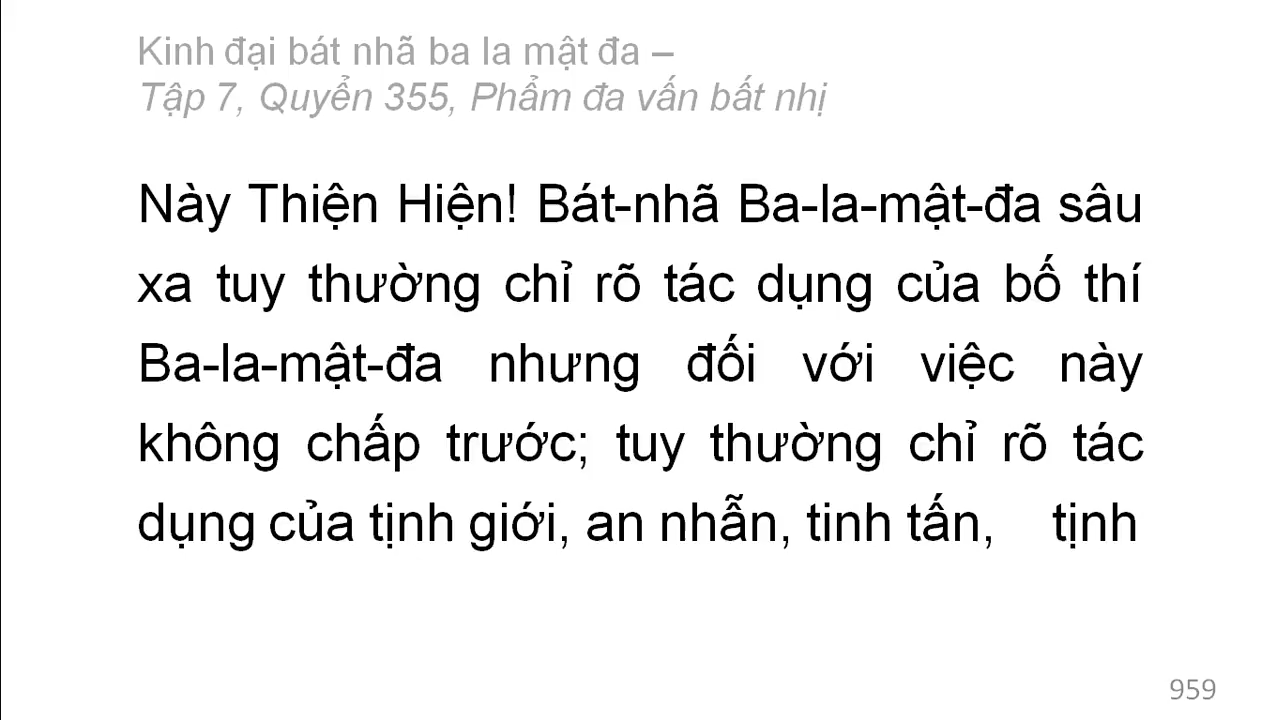 Kinh đại bát nhã ba la mật đa –
Tập 7, Quyển 355, Phẩm đa vấn bất nhị
Này Thiện Hiện! Bát-nhã Ba-la-mật-đa sâu
xa tuy thường chỉ rõ tác dụng của bố thí
Ba-la-mật-đa nhưng đối với việc này
không chấp trước; tuy thường chỉ rõ tác
dụng của tịnh giới, an nhẫn, tinh tấn, tịnh
959